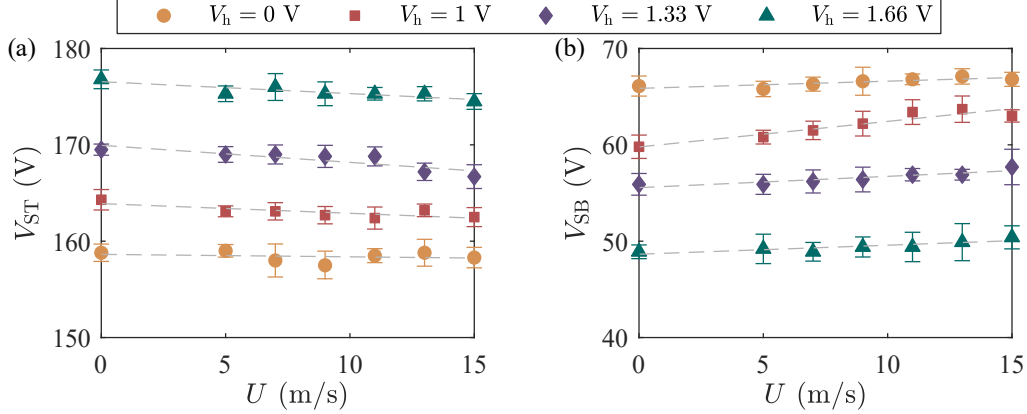 V_h = 0 V V_h = 1 V V_h = 1.33 V V_h = 1.66 V
(a) (b)
180 70
170 60
160 50
150 40
V_ST (V) V_SB (V)
0 5 10 15 0 5 10 15
U (m/s) U (m/s)